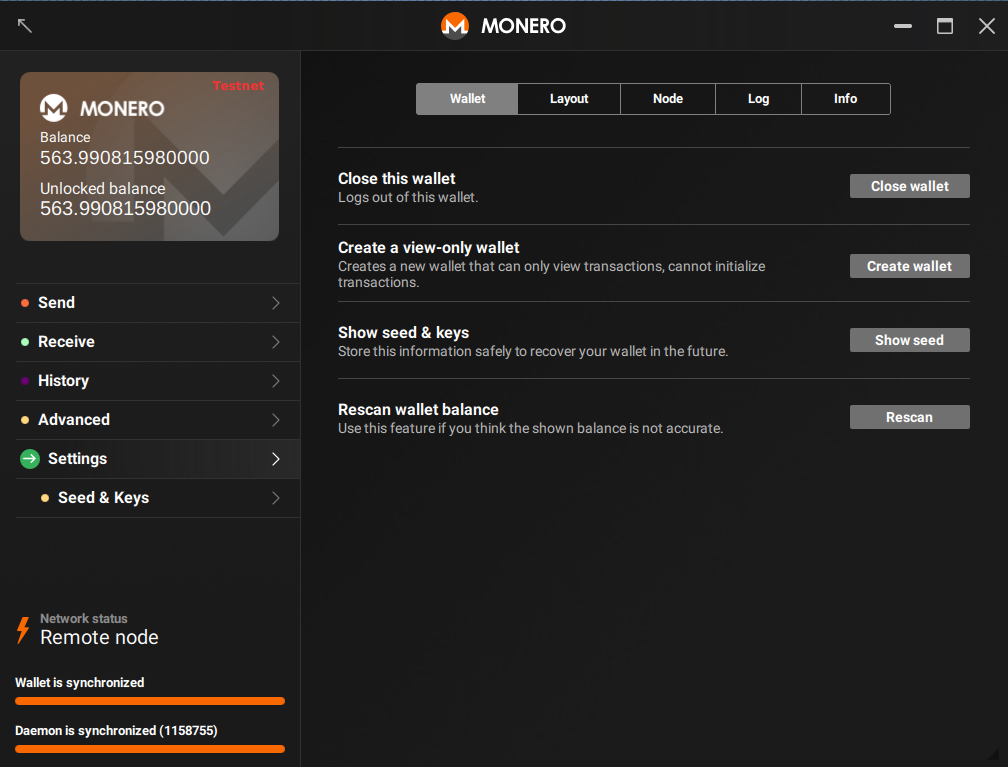 MONERO
Testnet
MONERO
Balance
563.990815980000
Unlocked balance
563.990815980000
Send
Receive
History
Advanced
Settings
Seed & Keys
Network status
Remote node
Wallet is synchronized
Daemon is synchronized (1158755)
Wallet Layout Node Log Info
Close this wallet
Logs out of this wallet.
Close wallet
Create a view-only wallet
Creates a new wallet that can only view transactions, cannot initialize
transactions.
Create wallet
Show seed & keys
Store this information safely to recover your wallet in the future.
Show seed
Rescan wallet balance
Use this feature if you think the shown balance is not accurate.
Rescan